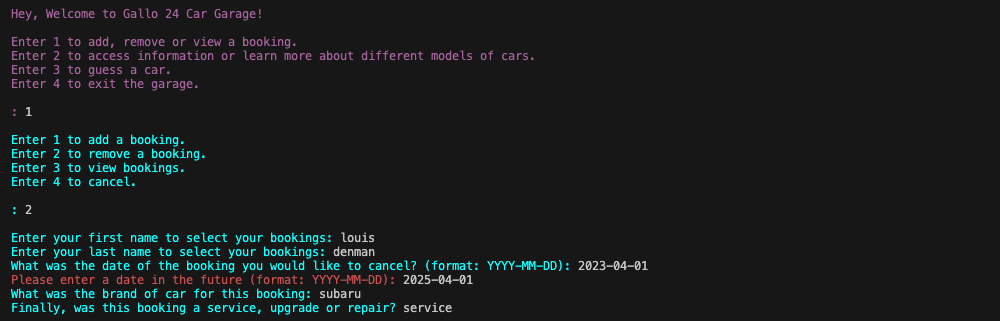 Hey, Welcome to Gallo 24 Car Garage!
Enter 1 to add, remove or view a booking.
Enter 2 to access information or learn more about different models of cars.
Enter 3 to guess a car.
Enter 4 to exit the garage.
: 1
Enter 1 to add a booking.
Enter 2 to remove a booking.
Enter 3 to view bookings.
Enter 4 to cancel.
: 2
Enter your first name to select your bookings: louis
Enter your last name to select your bookings: denman
What was the date of the booking you would like to cancel? (format: YYYY-MM-DD): 2023-04-01
Please enter a date in the future (format: YYYY-MM-DD): 2025-04-01
What was the brand of car for this booking: subaru
Finally, was this booking a service, upgrade or repair? service